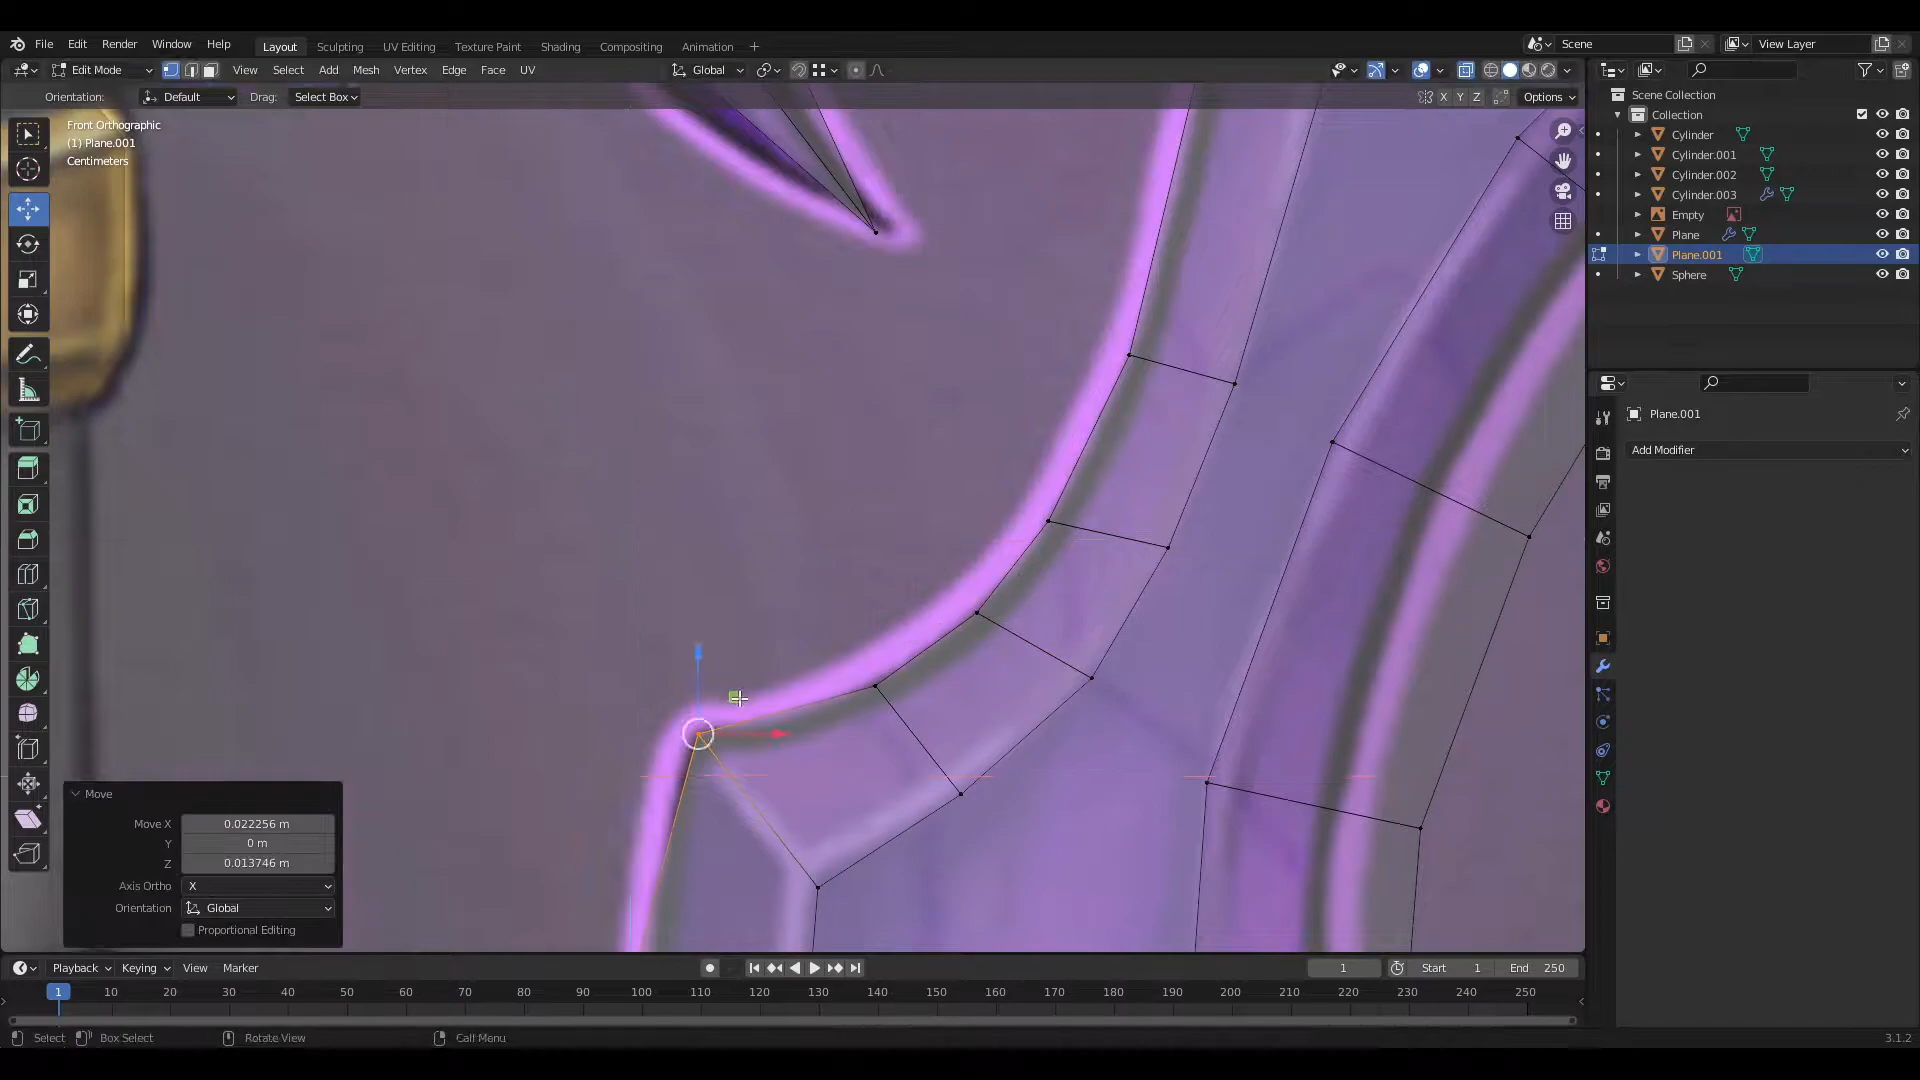 File Edit Render Window Help Layout Sculpting UV Editing Texture Paint Shading Compositing Animation + Scene View Layer
Edit Mode View Select Add Mesh Vertex Edge Face UV Global
Orientation: Default Drag: Select Box X Y Z Options
Front Orthographic
(1) Plane.001
Centimeters
Scene Collection
Collection
Cylinder
Cylinder.001
Cylinder.002
Cylinder.003
Empty
Plane
Plane.001
Sphere
Plane.001
Add Modifier
Move
Move X 0.022256 m
Y 0 m
Z 0.013746 m
Axis Ortho X
Orientation Global
Proportional Editing
Playback Keying View Marker 1 Start 1 End 250
1 10 20 30 40 50 60 70 80 90 100 110 120 130 140 150 160 170 180 190 200 210 220 230 240 250
Select Box Select Rotate View Call Menu 3.1.2